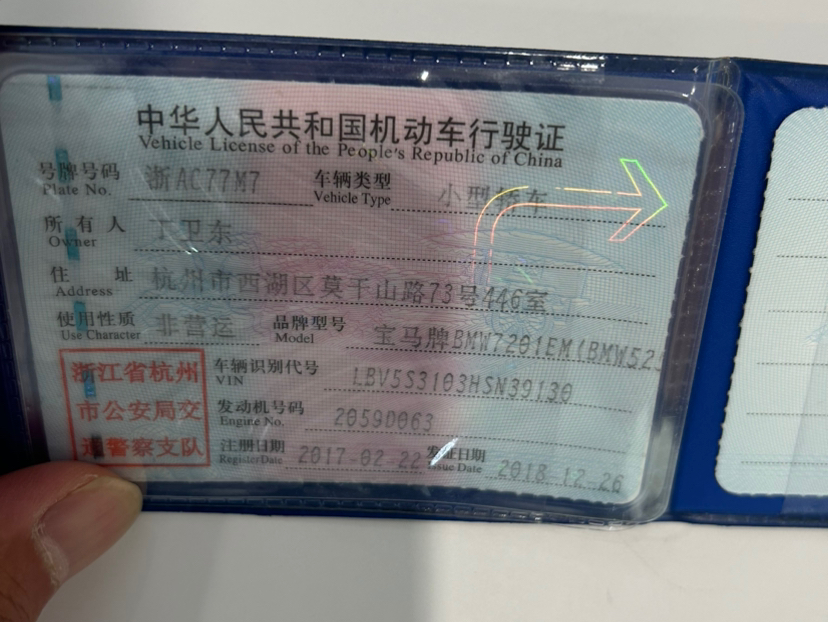 中华人民共和国机动车行驶证
Vehicle License of the People's Republic of China
号牌号码 浙AC77M7 车辆类型 小型轿车
Plate No. Vehicle Type
所有人 丁卫东
Owner
住址 杭州市西湖区莫干山路73号446室
Address
使用性质 非营运 品牌型号 宝马牌BMW7201EM(BMW525
Use Character Model
浙江省杭州
市公安局交
通警察支队
车辆识别代号 LBV5S3103HSN39130
VIN
发动机号码 2059D063
Engine No.
注册日期 2017-02-22 发证日期 2018-12-26
Register Date Issue Date